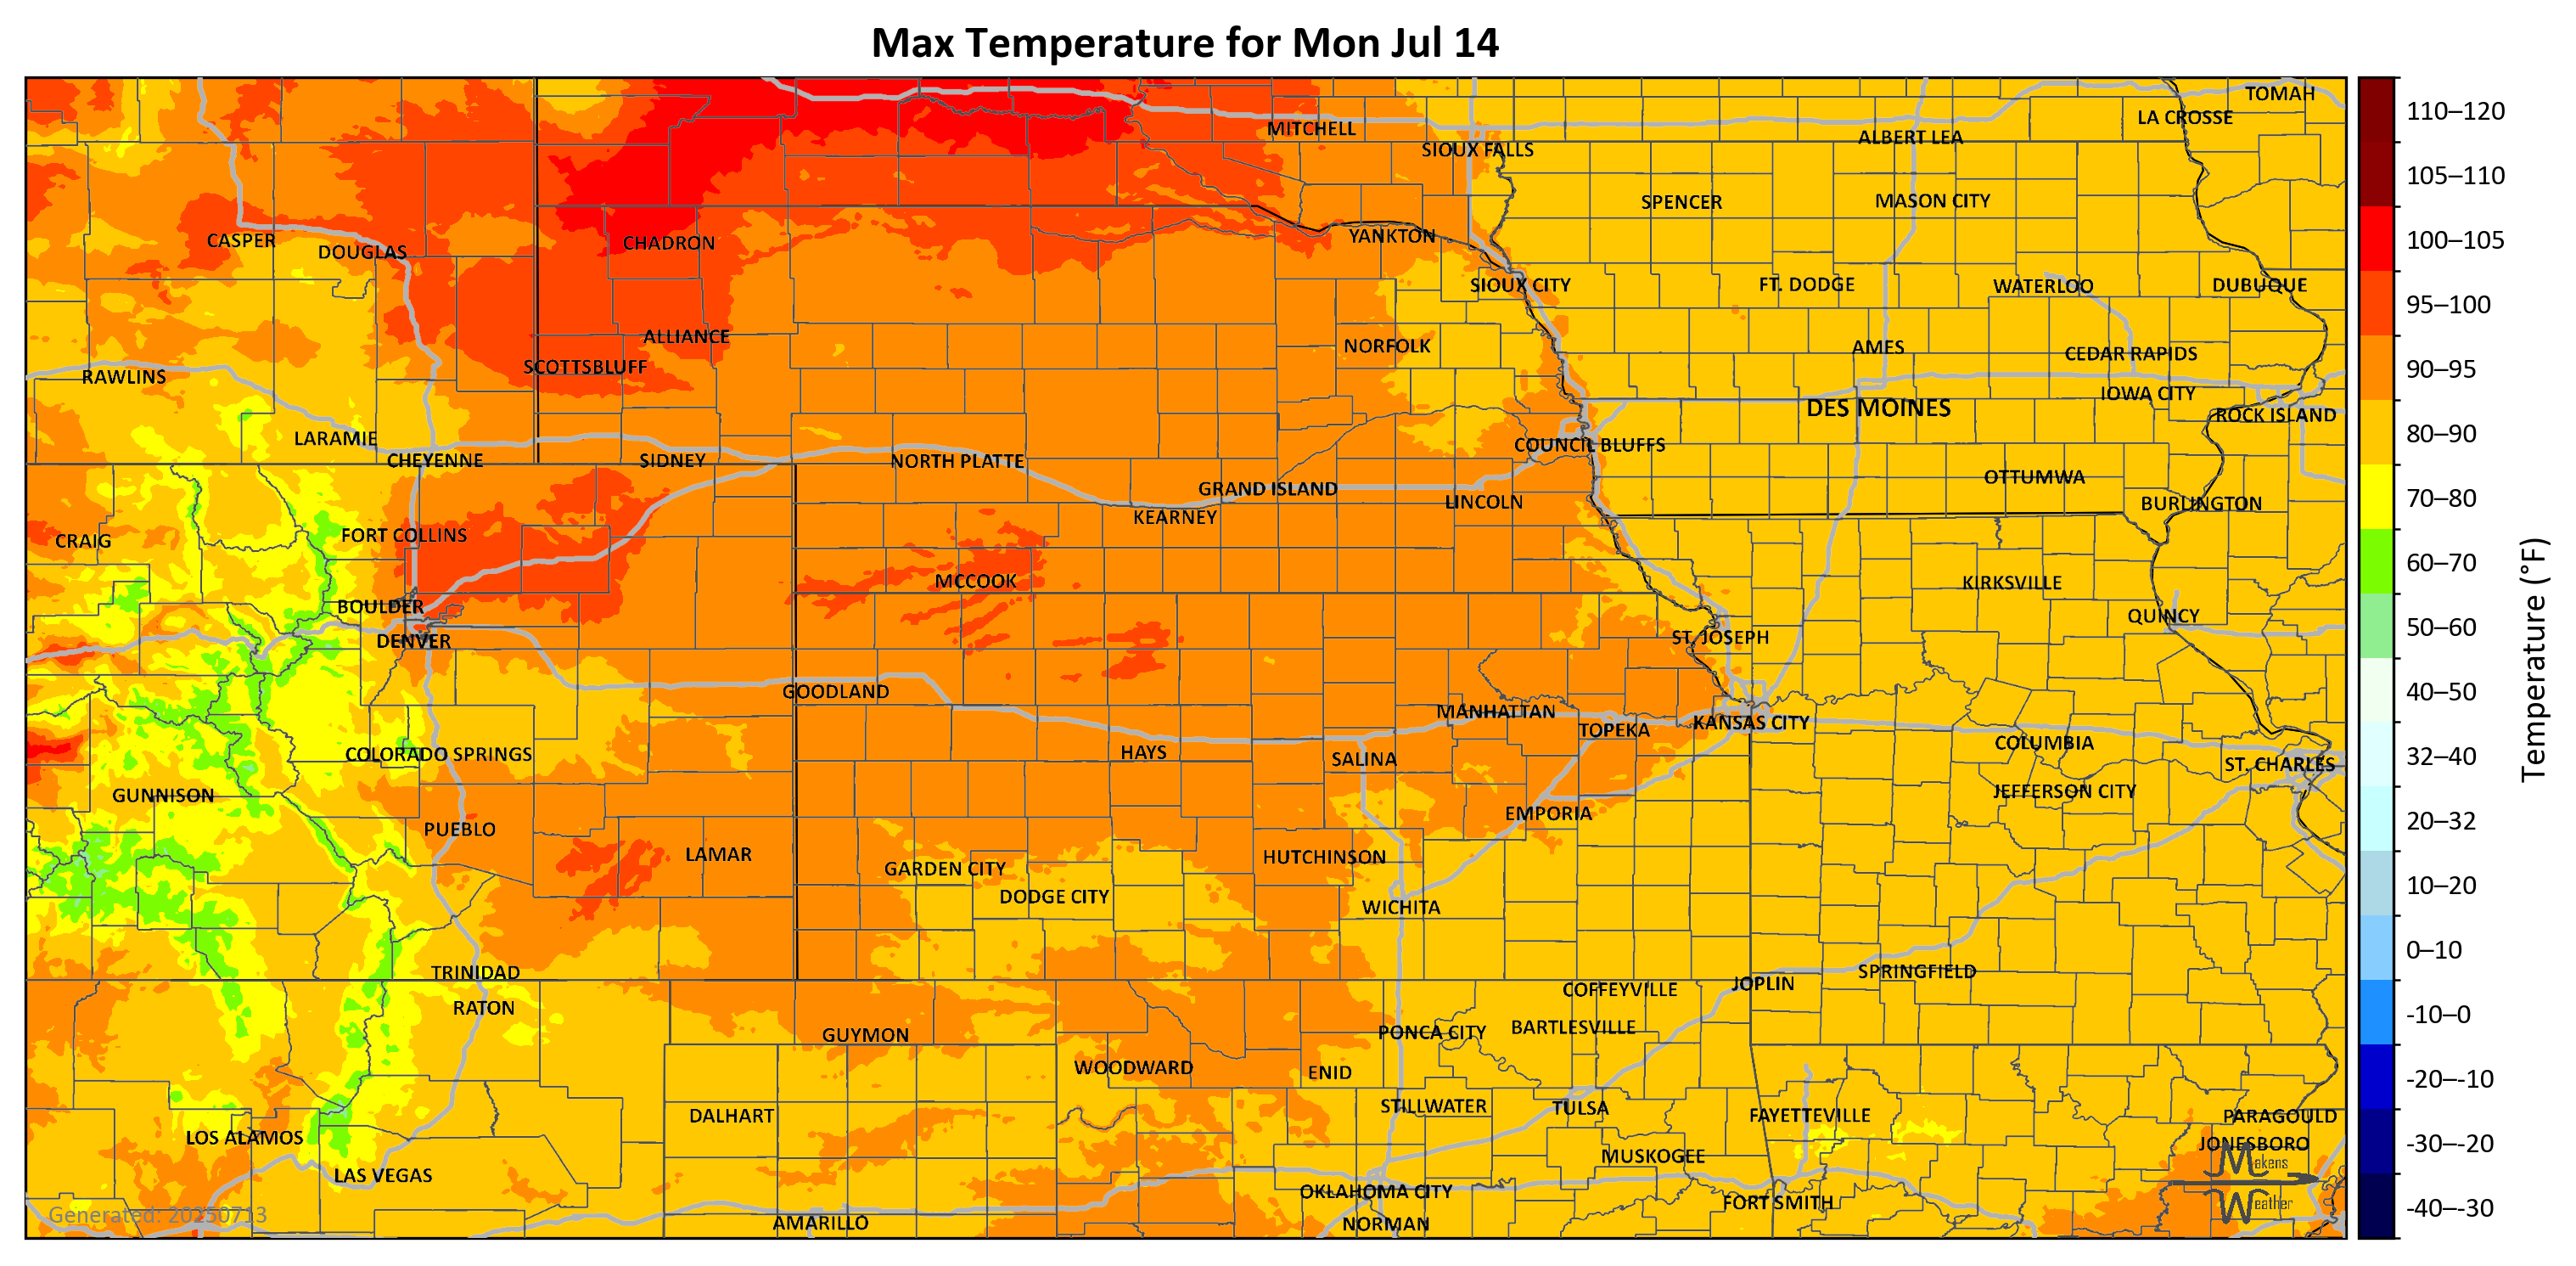 Max Temperature for Mon Jul 14
TOMAH
LA CROSSE
MITCHELL
ALBERT LEA
SIOUX FALLS
SPENCER
MASON CITY
CASPER
DOUGLAS
CHADRON
YANKTON
SIOUX CITY
FT. DODGE
WATERLOO
DUBUQUE
ALLIANCE
NORFOLK
AMES
CEDAR RAPIDS
SCOTTSBLUFF
RAWLINS
IOWA CITY
DES MOINES
ROCK ISLAND
LARAMIE
COUNCIL BLUFFS
CHEYENNE
SIDNEY
NORTH PLATTE
OTTUMWA
GRAND ISLAND
LINCOLN
BURLINGTON
KEARNEY
FORT COLLINS
CRAIG
MCCOOK
KIRKSVILLE
BOULDER
QUINCY
DENVER
ST. JOSEPH
GOODLAND
MANHATTAN
KANSAS CITY
TOPEKA
COLUMBIA
COLORADO SPRINGS
HAYS
SALINA
ST. CHARLES
GUNNISON
JEFFERSON CITY
EMPORIA
PUEBLO
LAMAR
HUTCHINSON
GARDEN CITY
DODGE CITY
WICHITA
TRINIDAD
SPRINGFIELD
JOPLIN
COFFEYVILLE
RATON
BARTLESVILLE
PONCA CITY
GUYMON
WOODWARD
ENID
STILLWATER
TULSA
DALHART
FAYETTEVILLE
PARAGOULD
LOS ALAMOS
JONESBORO
MUSKOGEE
LAS VEGAS
OKLAHOMA CITY
FORT SMITH
AMARILLO
NORMAN
Makens
Weather
Generated: 20250713
110–120
105–110
100–105
95–100
90–95
80–90
70–80
60–70
50–60
40–50
32–40
20–32
10–20
0–10
-10–0
-20–-10
-30–-20
-40–-30
Temperature (°F)